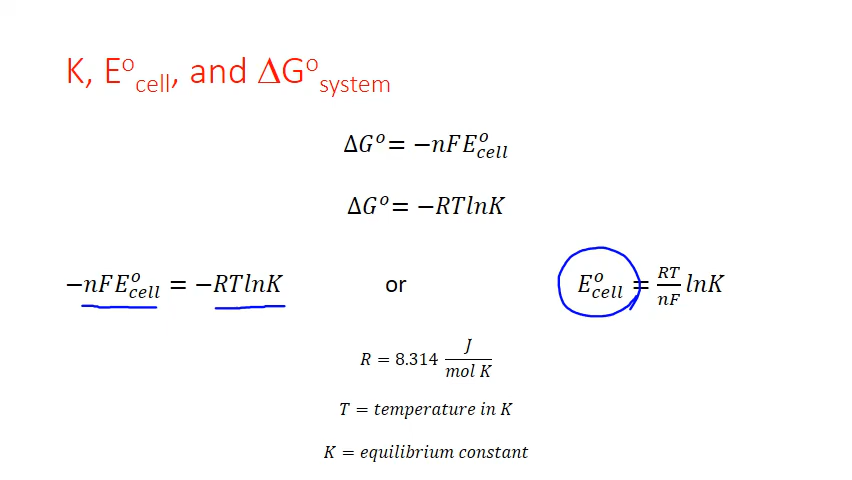 K, E°cell, and ΔG°system
ΔG° = −nFE°cell
ΔG° = −RTlnK
−nFE°cell = −RTlnK or E°cell = RT/nF lnK
R = 8.314 J/mol K
T = temperature in K
K = equilibrium constant